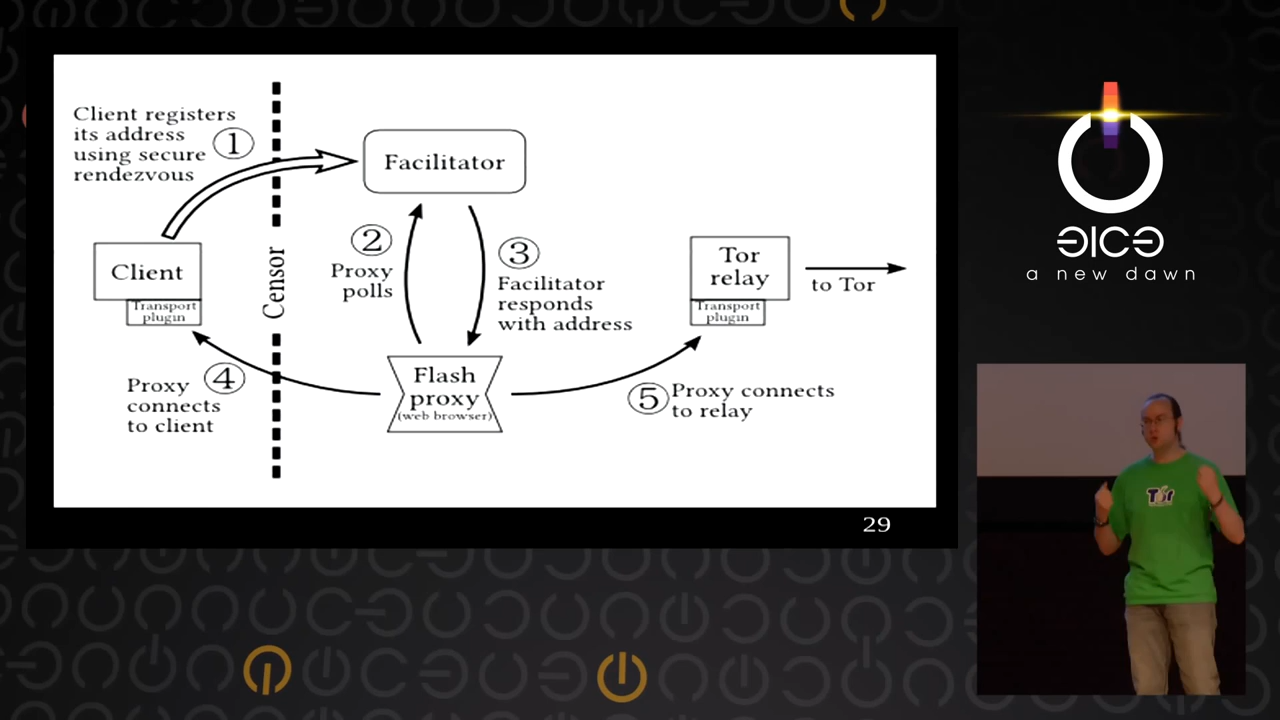 Client registers
its address
using secure
rendezvous
1
Facilitator
Censor
Client
Transport
plugin
2
Proxy
polls
3
Facilitator
responds
with address
Tor
relay
Transport
plugin
to Tor
4
Proxy
connects
to client
Flash
proxy
(web browser)
5
Proxy connects
to relay
29
a new dawn
Tor